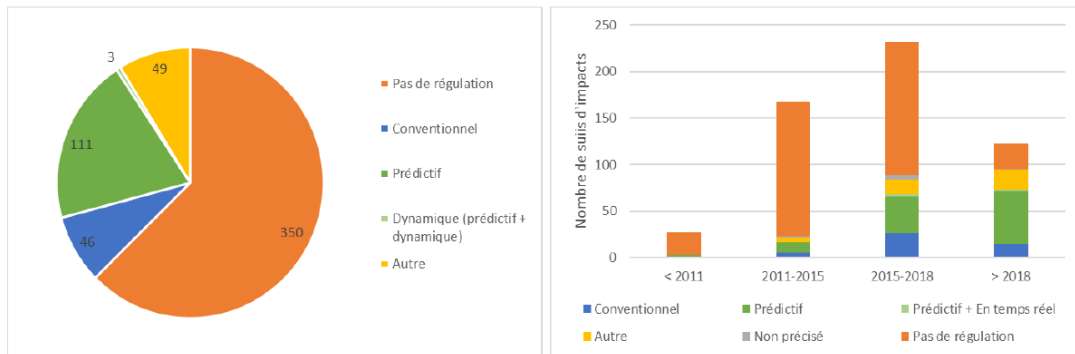 3
49
111
46
350
Pas de régulation
Conventionnel
Prédictif
Dynamique (prédictif +
dynamique)
Autre
Nombre de suiis d'impacts
250
200
150
100
50
0
< 2011
2011-2015
2015-2018
> 2018
Conventionnel
Prédictif
Prédictif + En temps réel
Autre
Non précisé
Pas de régulation